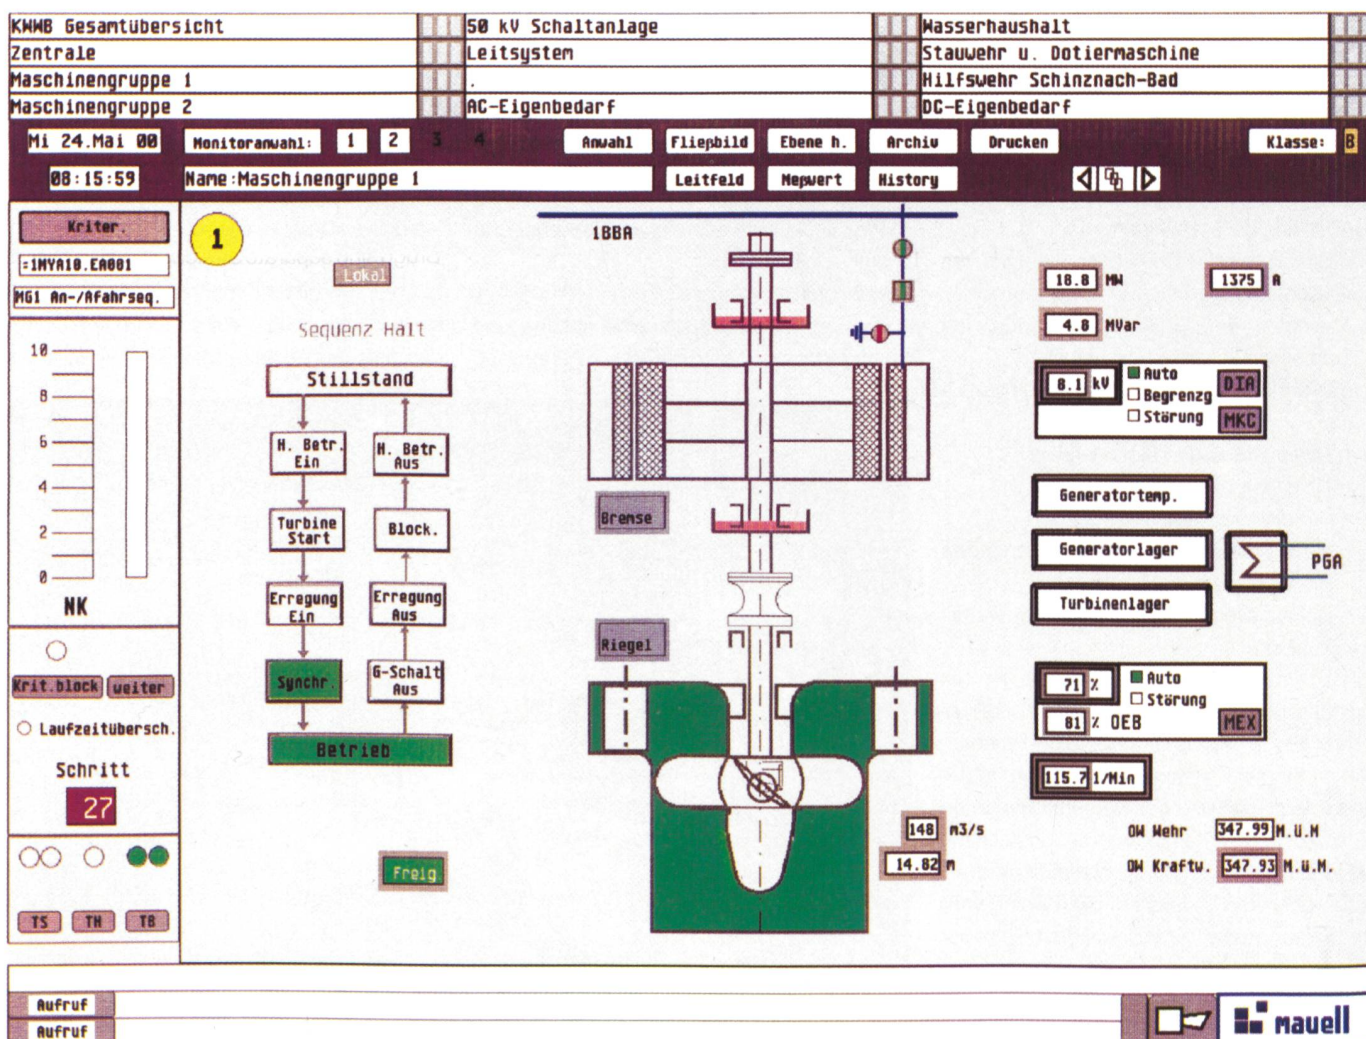 KWWB Gesamtübersicht
50 kV Schaltanlage
Wasserhaushalt
Zentrale
Leitsystem
Stauwehr u. Dotiermaschine
Maschinengruppe 1
.
Hilfswehr Schinznach-Bad
Maschinengruppe 2
AC-Eigenbedarf
DC-Eigenbedarf
Mi 24.Mai 00
Monitoranwahl: 1 2 3 4
Anwahl
Fließbild
Ebene h.
Archiv
Drucken
Klasse: B
08:15:59
Name:Maschinengruppe 1
Leitfeld
Meßwert
History
Kriter.
=1MYA10.EA001
MG1 An-/Afahrseq.
10
8
6
4
2
0
NK
Krit.block
weiter
Laufzeitübersch.
Schritt
27
TS
TH
TB
1
Lokal
Sequenz Halt
Stillstand
H. Betr. Ein
H. Betr. Aus
Turbine Start
Block.
Erregung Ein
Erregung Aus
Synchr.
G-Schalt Aus
Betrieb
Freig
1BBA
Bremse
Riegel
148 m3/s
14.82 m
18.8 MW
1375 A
4.8 MVar
8.1 kV
Auto
Begrenzg
Störung
DIA
MKC
Generatortemp.
Generatorlager
PGA
Turbinenlager
71 %
Auto
Störung
81 % OEB
MEX
115.7 1/Min
OW Wehr 347.99 M.ü.M
OW Kraftw. 347.93 M.ü.M.
Aufruf
Aufruf
mauell